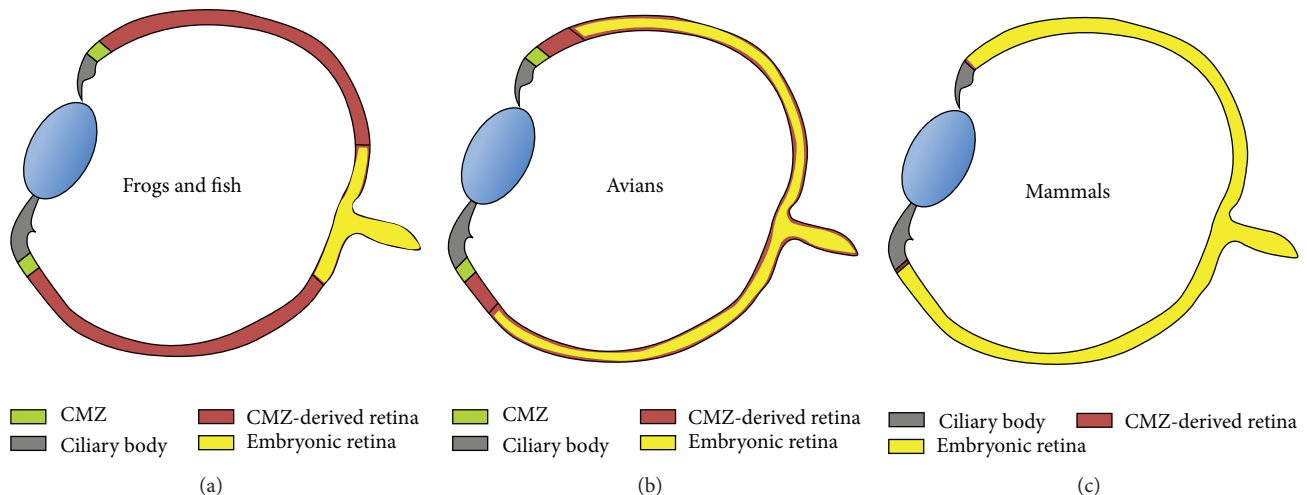 Frogs and fish
CMZ
CMZ-derived retina
Ciliary body
Embryonic retina
(a)
Avians
CMZ
CMZ-derived retina
Ciliary body
Embryonic retina
(b)
Mammals
Ciliary body
CMZ-derived retina
Embryonic retina
(c)